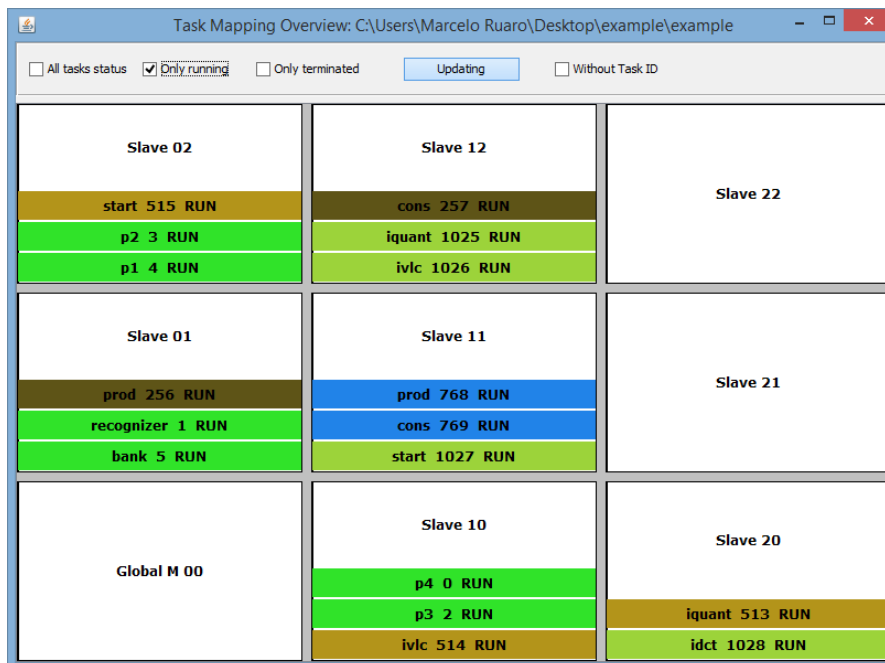 Task Mapping Overview: C:\Users\Marcelo Ruaro\Desktop\example\example
All tasks status Only running Only terminated Updating Without Task ID
Slave 02
start 515 RUN
p2 3 RUN
p1 4 RUN
Slave 12
cons 257 RUN
iquant 1025 RUN
ivlc 1026 RUN
Slave 22
Slave 01
prod 256 RUN
recognizer 1 RUN
bank 5 RUN
Slave 11
prod 768 RUN
cons 769 RUN
start 1027 RUN
Slave 21
Global M 00
Slave 10
p4 0 RUN
p3 2 RUN
ivlc 514 RUN
Slave 20
iquant 513 RUN
idct 1028 RUN